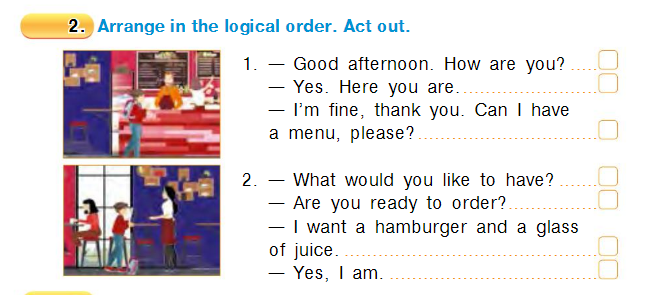 2. Arrange in the logical order. Act out.
1. — Good afternoon. How are you? .....
— Yes. Here you are. ..............................
— I'm fine, thank you. Can I have
a menu, please? ........................................
2. — What would you like to have? .......
— Are you ready to order? ...................
— I want a hamburger and a glass
of juice. .....................................................
— Yes, I am. .............................................